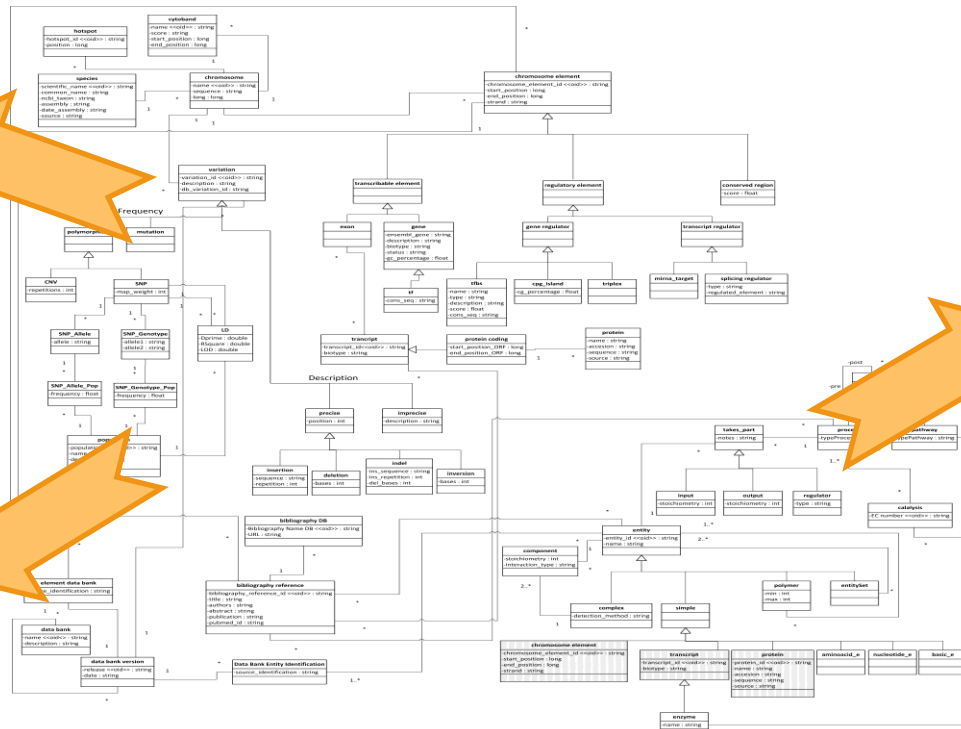 hotspot
-hotspot_id <<oid>> : string
-position : long
cytoband
-name <<oid>> : string
-score : string
-start_position : long
-end_position : long
species
-scientific_name <<oid>> : string
-common_name : string
-ncbi_taxon : string
-assembly : string
-date_assembly : string
-source : string
chromosome
-name <<oid>> : string
-sequence : string
-long : long
chromosome element
-chromosome_element_id <<oid>> : string
-start_position : long
-end_position : long
-strand : string
variation
-variation_id <<oid>> : string
-description : string
-db_variation_id : string
Frequency
mutation
CNV
-repetitions : int
SNP
-map_weight : int
SNP_Allele
-allele : string
SNP_Genotype
-allele1 : string
-allele2 : string
LD
-Dprime : double
-RSquare : double
-LOD : double
SNP_Allele_Pop
-frequency : float
SNP_Genotype_Pop
-frequency : float
transcribable element
regulatory element
conserved region
-score : float
exon
gene
-ensembl_gene : string
-description : string
-biotype : string
-status : string
-gc_percentage : float
gene regulator
transcript regulator
-cons_seq : string
tfbs
-name : string
-type : string
-description : string
-score : float
-cons_seq : string
cpg_island
-cg_percentage : float
triplex
mirna_target
splicing regulator
-type : string
-regulated_element : string
trancript
-transcript_id<<oid>> : string
-biotype : string
protein coding
-start_position_ORF : long
-end_position_ORF : long
protein
-name : string
-accesion : string
-sequence : string
-source : string
Description
precise
-position : int
imprecise
-description : string
insertion
-sequence : string
-repetition : int
deletion
-bases : int
indel
-ins_sequence : string
-ins_repetition : int
-del_bases : int
inversion
-bases : int
-post
-pre
takes_part
-notes : string
input
-stoichiometry : int
output
-stoichiometry : int
regulator
-type : string
catalysis
-EC number <<oid>> : string
bibliography DB
-Bibliography Name DB <<oid>> : string
-URL : string
bibliography reference
-bibliography_reference_id <<oid>> : string
-title : string
-authors : string
-abstract : string
-publication : string
-pubmed_id : string
entity
-entity_id <<oid>> : string
-name : string
component
-stoichiometry : int
-interaction_type : string
complex
-detection_method : string
simple
polymer
-min : int
-max : int
entitySet
element data bank
data bank
-name <<oid>> : string
-description : string
data bank version
-release <<oid>> : string
-date : string
Data Bank Entity Identification
-source_identification : string
chromosome element
-chromosome_element_id <<oid>> : string
-start_position : long
-end_position : long
-strand : string
transcript
-transcript_id <<oid>> : string
-biotype : string
protein
-protein_id <<oid>> : string
-name : string
-accesion : string
-sequence : string
-source : string
aminoacid_e
nucleotide_e
basic_e
enzyme
-name : string